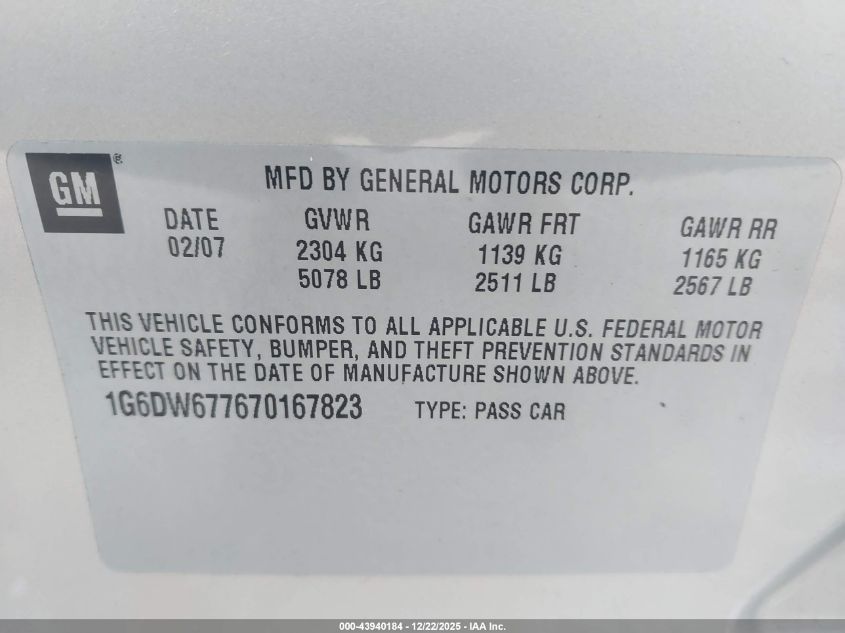 GM®
MFD BY GENERAL MOTORS CORP.
DATE GVWR GAWR FRT GAWR RR
02/07 2304 KG 1139 KG 1165 KG
5078 LB 2511 LB 2567 LB
THIS VEHICLE CONFORMS TO ALL APPLICABLE U.S. FEDERAL MOTOR
VEHICLE SAFETY, BUMPER, AND THEFT PREVENTION STANDARDS IN
EFFECT ON THE DATE OF MANUFACTURE SHOWN ABOVE.
1G6DW677670167823 TYPE: PASS CAR
000-43940184 - 12/22/2025 - IAA Inc.